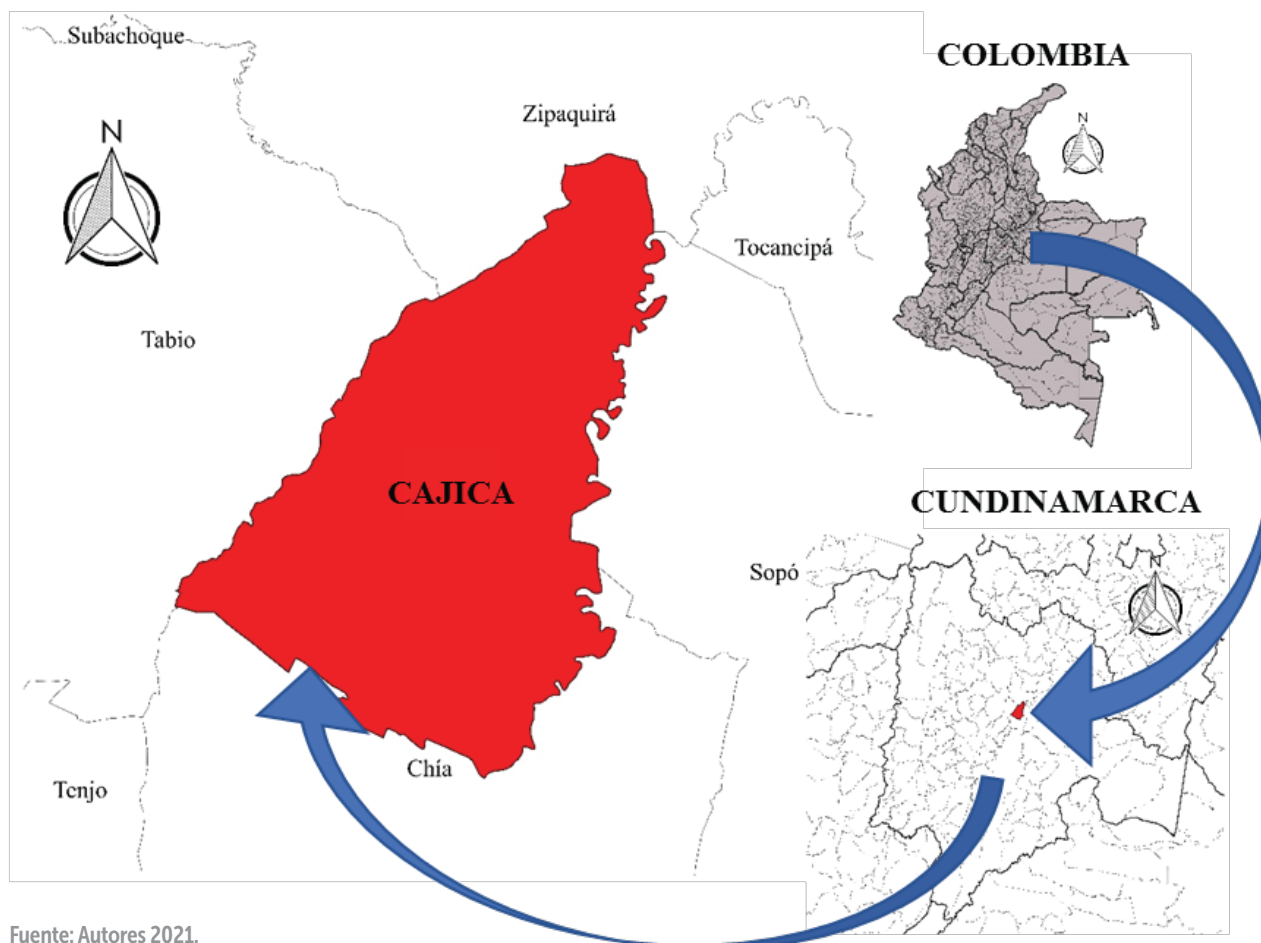 Subachoque
COLOMBIA
Zipaquirá
N
N
Tocancipá
Tabio
CAJICA
CUNDINAMARCA
Sopó
N
Chía
Tenjo
Fuente: Autores 2021.